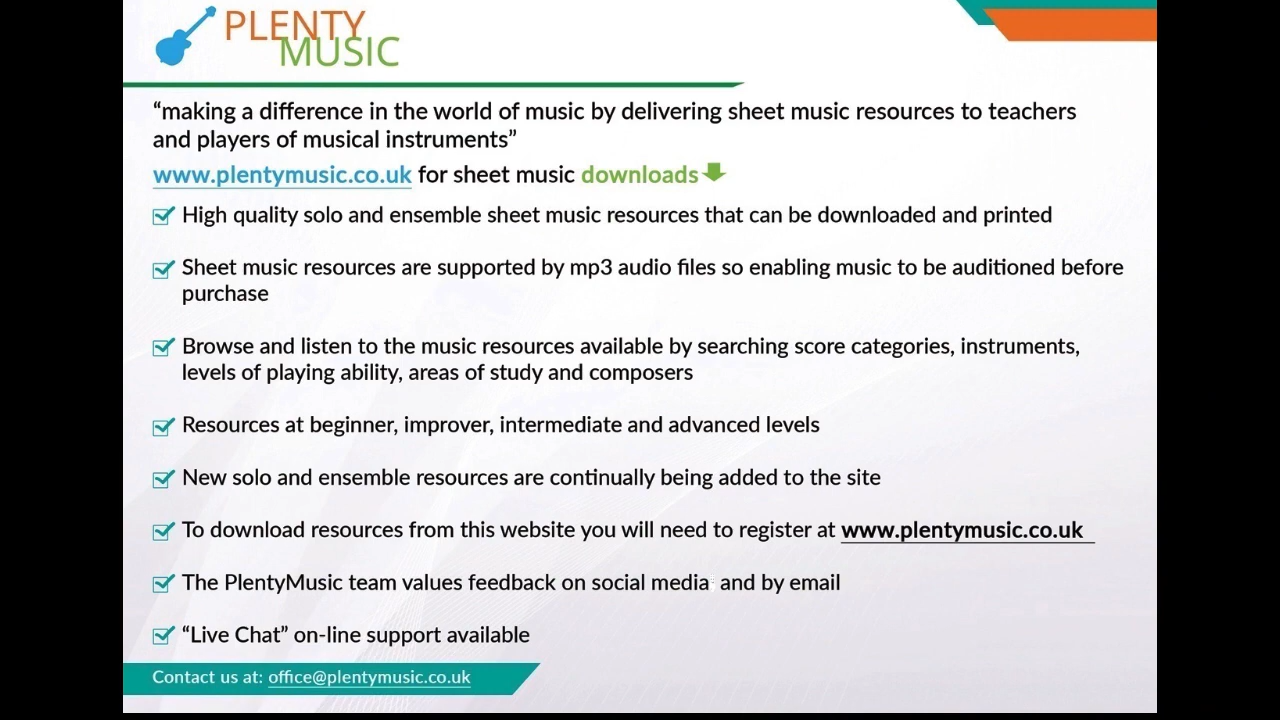 PLENTY
MUSIC
“making a difference in the world of music by delivering sheet music resources to teachers
and players of musical instruments”
www.plentymusic.co.uk for sheet music downloads
High quality solo and ensemble sheet music resources that can be downloaded and printed
Sheet music resources are supported by mp3 audio files so enabling music to be auditioned before
purchase
Browse and listen to the music resources available by searching score categories, instruments,
levels of playing ability, areas of study and composers
Resources at beginner, improver, intermediate and advanced levels
New solo and ensemble resources are continually being added to the site
To download resources from this website you will need to register at www.plentymusic.co.uk
The PlentyMusic team values feedback on social media and by email
“Live Chat” on-line support available
Contact us at: office@plentymusic.co.uk